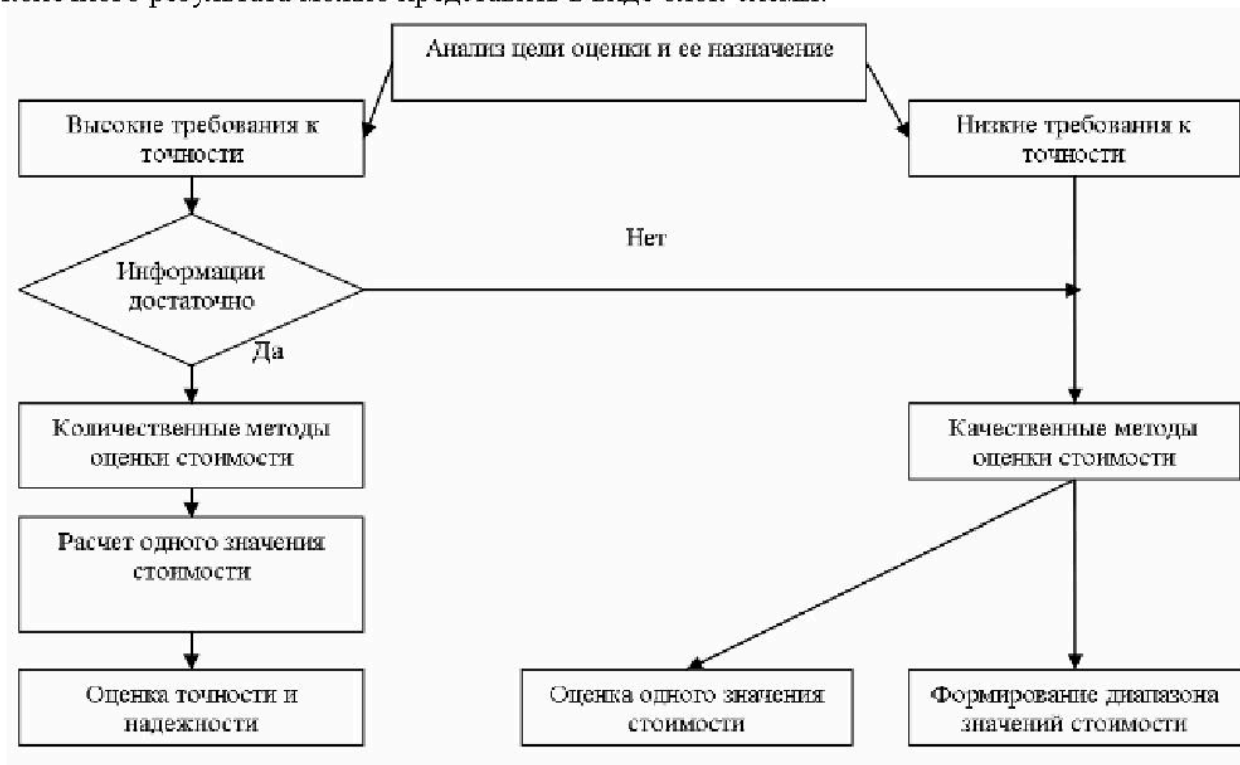 Анализ цели оценки и ее назначение
Высокие требования к
точности
Низкие требования к
точности
Нет
Информации
достаточно
Да
Количественные методы
оценки стоимости
Качественные методы
оценки стоимости
Расчет одного значения
стоимости
Оценка точности и
надежности
Оценка одного значения
стоимости
Формирование диапазона
значений стоимости